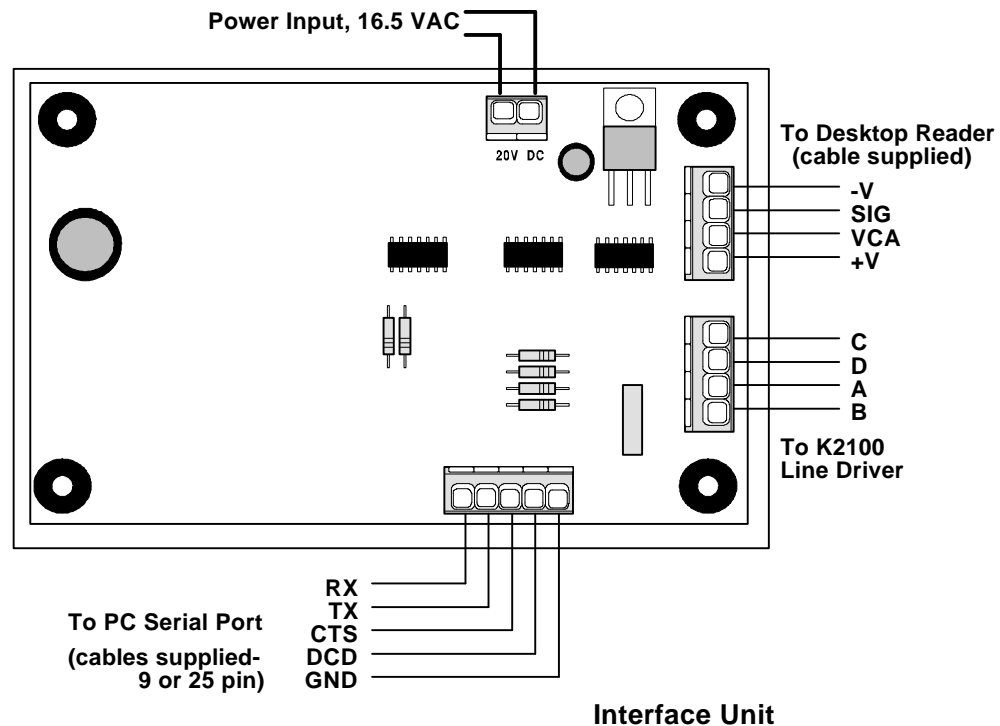 Power Input, 16.5 VAC
20V DC
To Desktop Reader
(cable supplied)
-V
SIG
VCA
+V
C
D
A
B
To K2100
Line Driver
RX
TX
CTS
DCD
GND
To PC Serial Port
(cables supplied-
9 or 25 pin)
Interface Unit